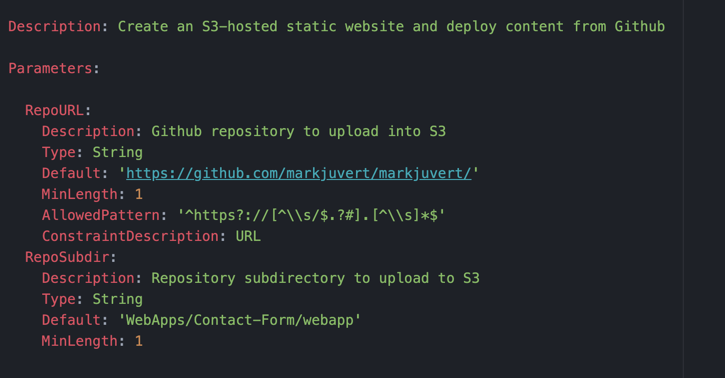 Description: Create an S3-hosted static website and deploy content from Github
Parameters:
RepoURL:
Description: Github repository to upload into S3
Type: String
Default: 'https://github.com/markjuvert/markjuvert/'
MinLength: 1
AllowedPattern: '^https?://[^\\s/$.?#].[^\\s]*$'
ConstraintDescription: URL
RepoSubdir:
Description: Repository subdirectory to upload to S3
Type: String
Default: 'WebApps/Contact-Form/webapp'
MinLength: 1